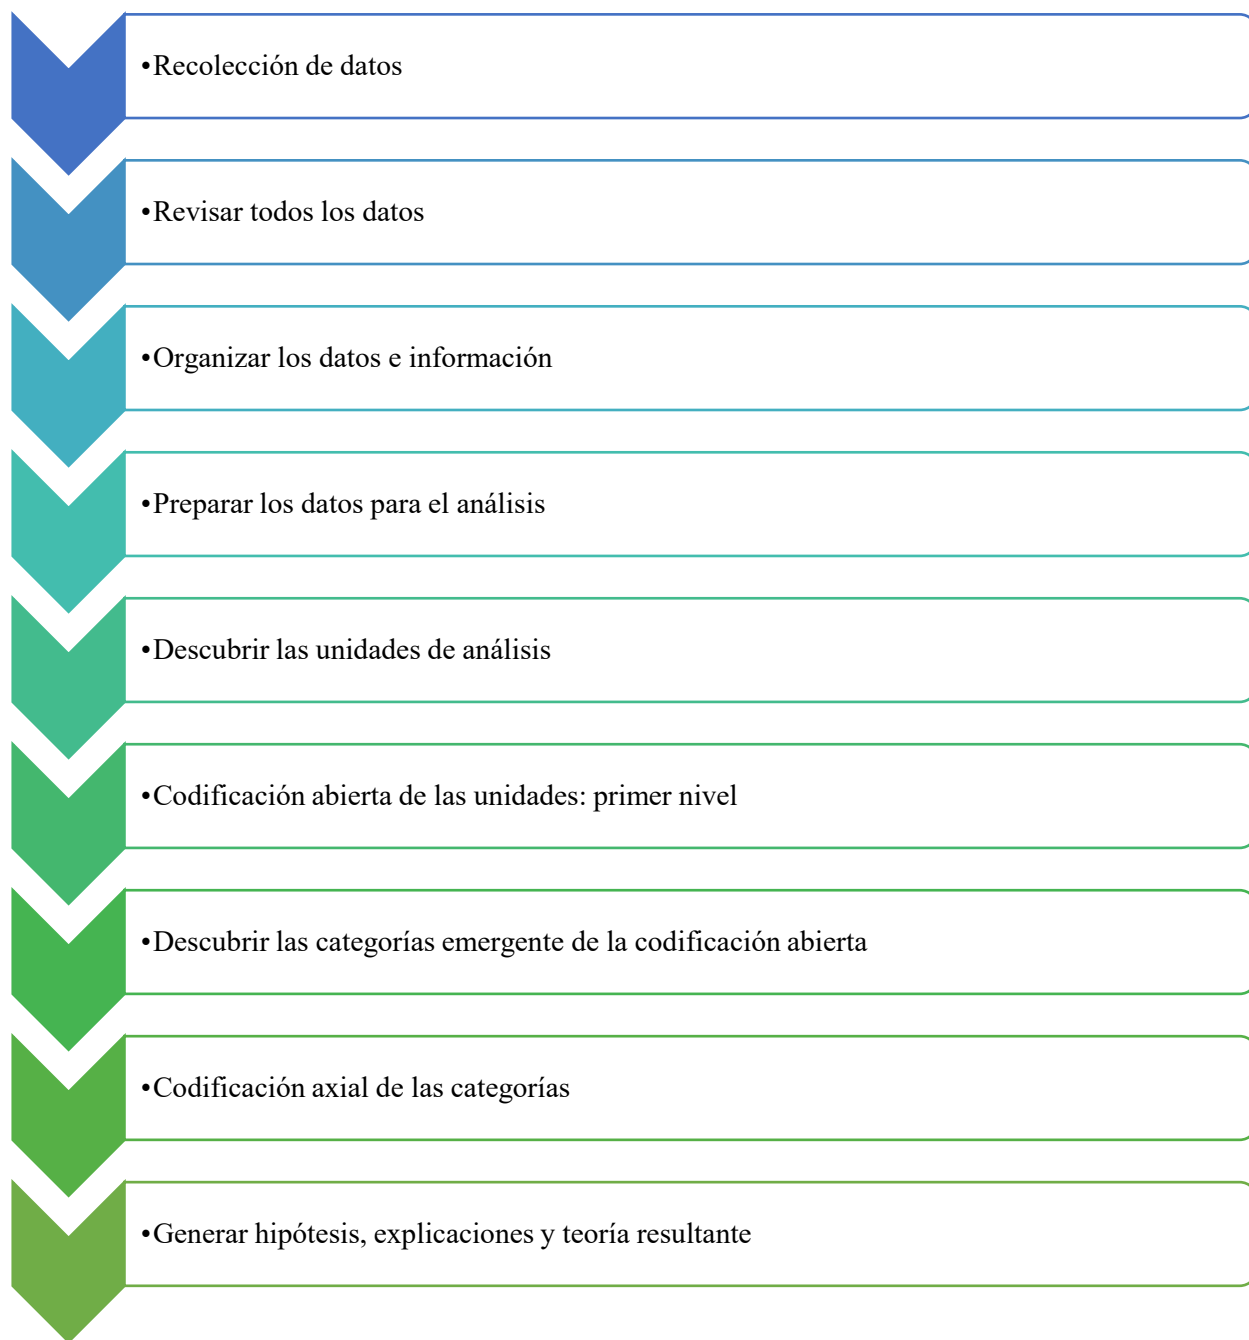 •Recolección de datos
•Revisar todos los datos
•Organizar los datos e información
•Preparar los datos para el análisis
•Descubrir las unidades de análisis
•Codificación abierta de las unidades: primer nivel
•Descubrir las categorías emergente de la codificación abierta
•Codificación axial de las categorías
•Generar hipótesis, explicaciones y teoría resultante